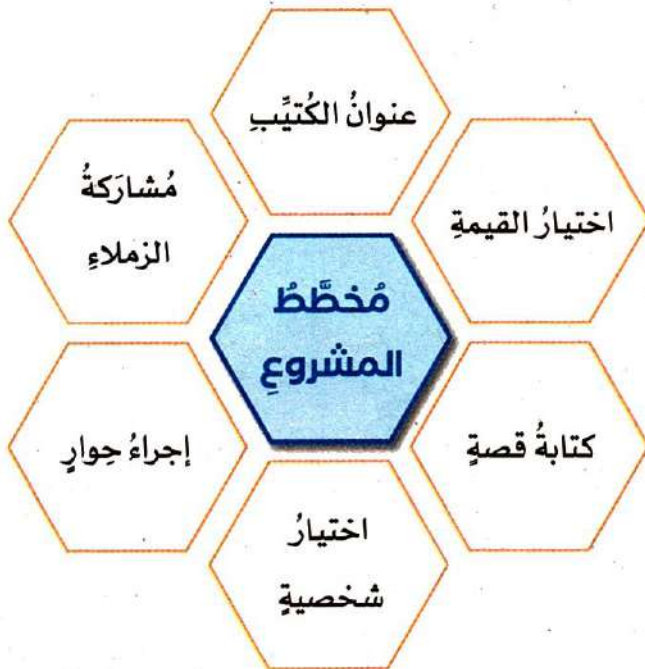 عنوانُ الكُتيِّبِ
اختيارُ القيمةِ
كتابةُ قصةٍ
اختيارُ
شخصيةٍ
إجراءُ حِوارٍ
مُشارَكةُ
الزملاءِ
مُخطَّطُ
المشروعِ